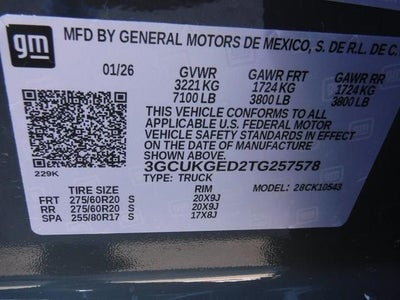 gm
MFD BY GENERAL MOTORS DE MEXICO, S. DE R.L. DE C.
01/26 GVWR GAWR FRT GAWR RR
3221 KG 1724 KG 1724 KG
7100 LB 3800 LB 3800 LB
THIS VEHICLE CONFORMS TO ALL
APPLICABLE U.S. FEDERAL MOTOR
VEHICLE SAFETY STANDARDS IN EFFECT
ON THE DATE OF MANUFACTURE
SHOWN ABOVE.
229K 3GCUKGED2TG257578
TYPE: TRUCK MODEL: 28CK10543
TIRE SIZE RIM
FRT 275/60R20 S 20X9J
RR 275/60R20 S 20X9J
SPA 255/80R17 S 17X8J